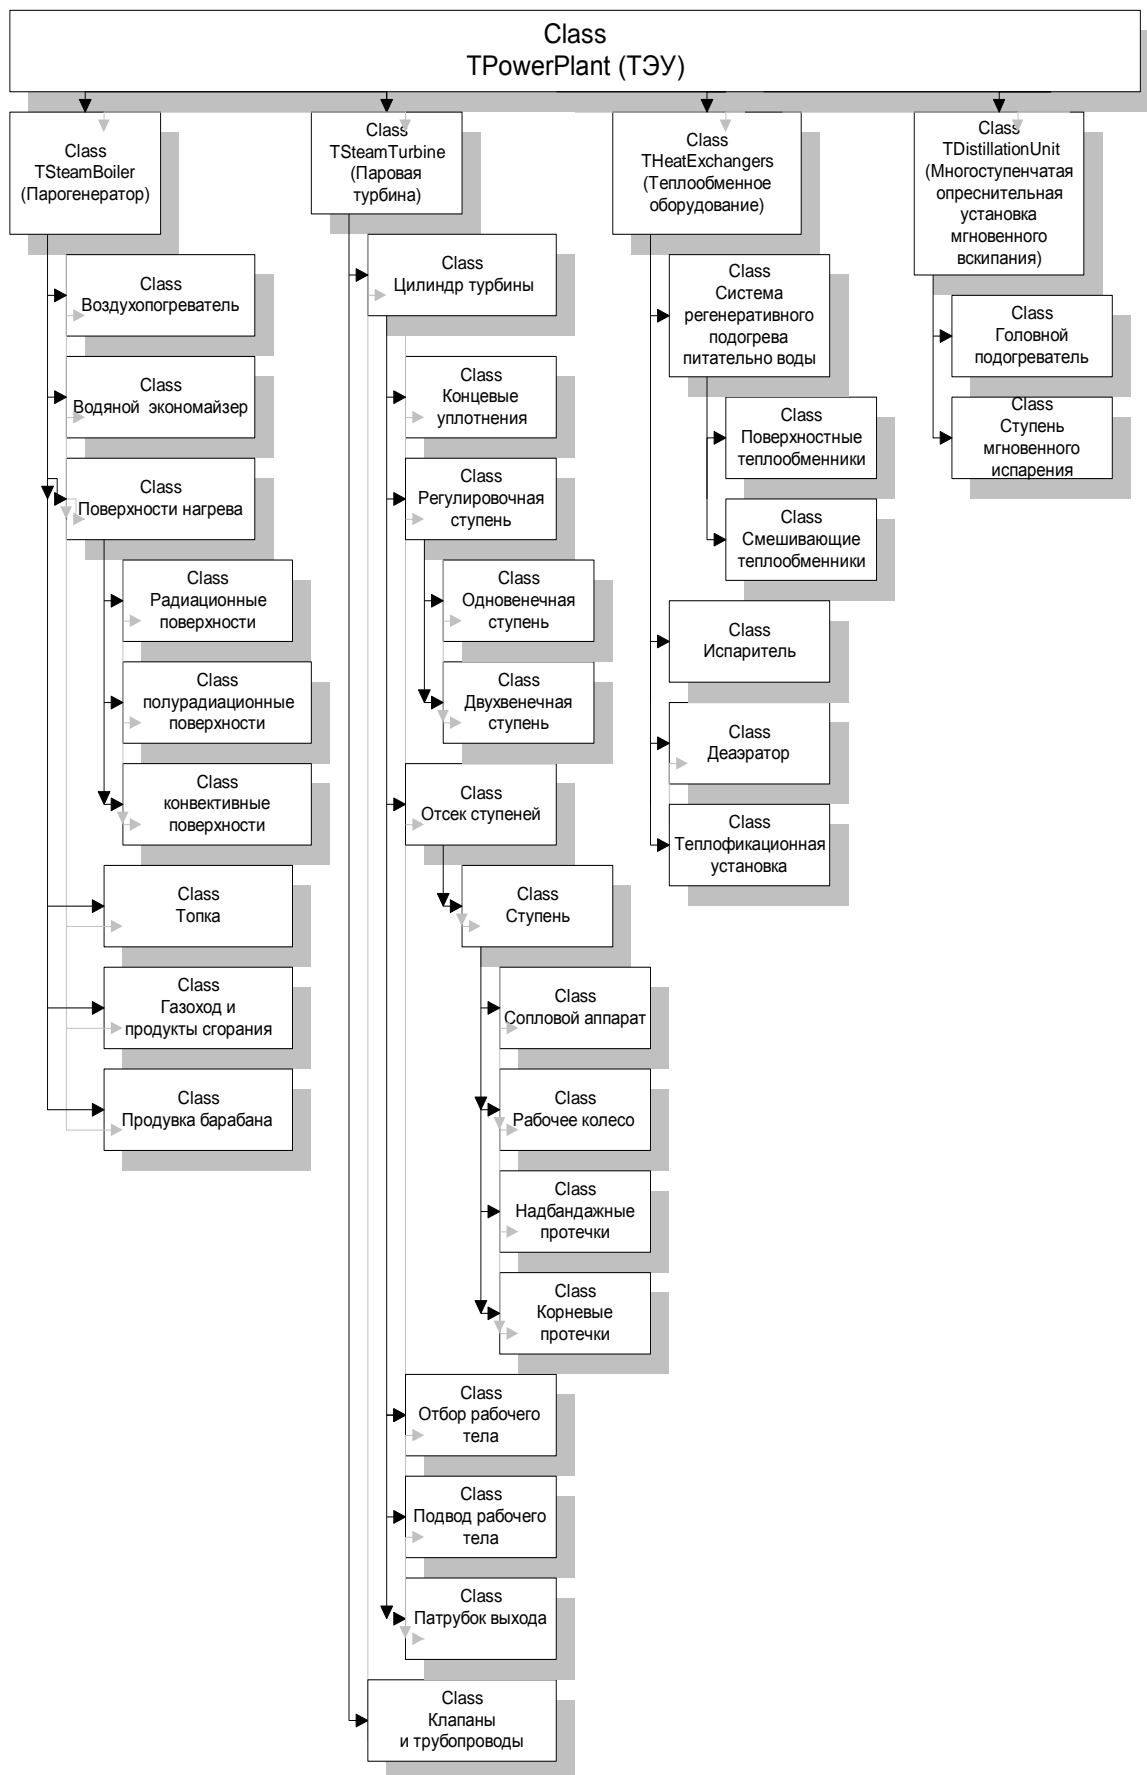 Class
TPowerPlant (ТЭУ)
Class
TSteamBoiler
(Парогенератор)
Class
Воздухопогреватель
Class
Водяной экономайзер
Class
Поверхности нагрева
Class
Радиационные
поверхности
Class
полурадиационные
поверхности
Class
конвективные
поверхности
Class
Топка
Class
Газоход и
продукты сгорания
Class
Продувка барабана
Class
TSteamTurbine
(Паровая
турбина)
Class
Цилиндр турбины
Class
Концевые
уплотнения
Class
Регулировочная
ступень
Class
Одновенечная
ступень
Class
Двухвенечная
ступень
Class
Отсек ступеней
Class
Ступень
Class
Сопловой аппарат
Class
Рабочее колесо
Class
Надбандажные
протечки
Class
Корневые
протечки
Class
Отбор рабочего
тела
Class
Подвод рабочего
тела
Class
Патрубок выхода
Class
Клапаны
и трубопроводы
Class
THeatExchangers
(Теплообменное
оборудование)
Class
Система
регенеративного
подогрева
питательно воды
Class
Поверхностные
теплообменники
Class
Смешивающие
теплообменники
Class
Испаритель
Class
Деаэратор
Class
Теплофикационная
установка
Class
TDistillationUnit
(Многоступенчатая
опреснительная
установка
мгновенного
вскипания)
Class
Головной
подогреватель
Class
Ступень
мгновенного
испарения